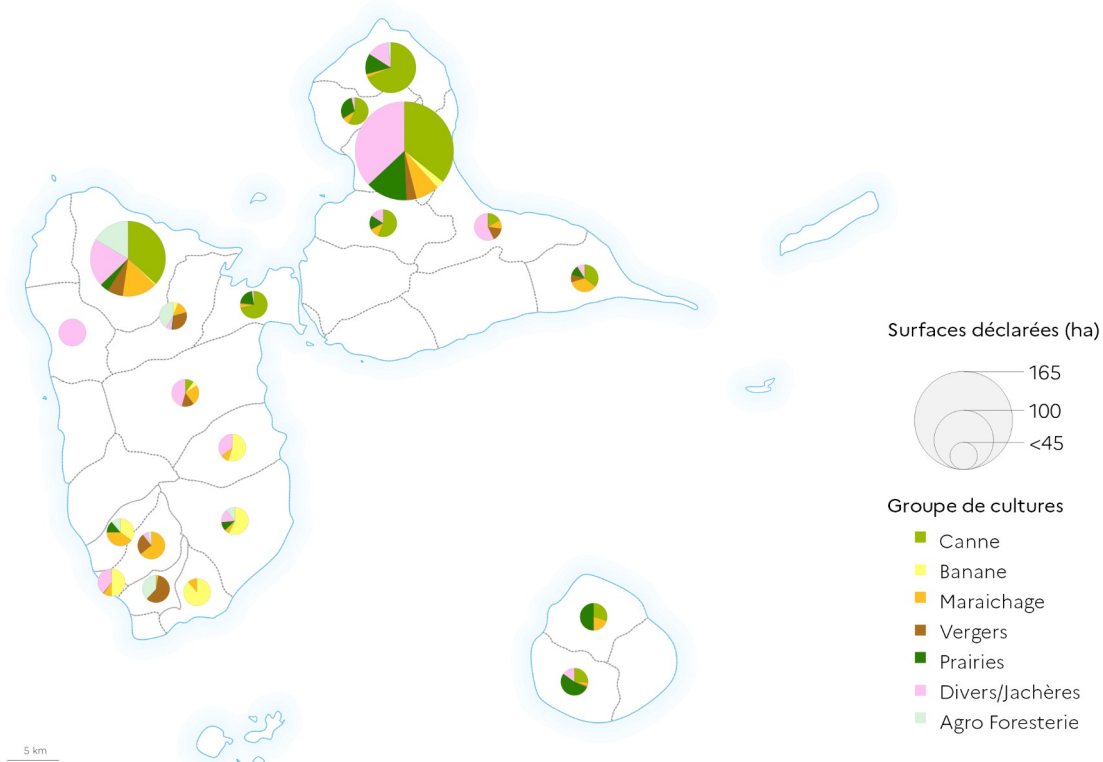 Surfaces déclarées (ha)
165
100
<45
Groupe de cultures
Canne
Banane
Maraichage
Vergers
Prairies
Divers/Jachères
Agro Foresterie
5 km